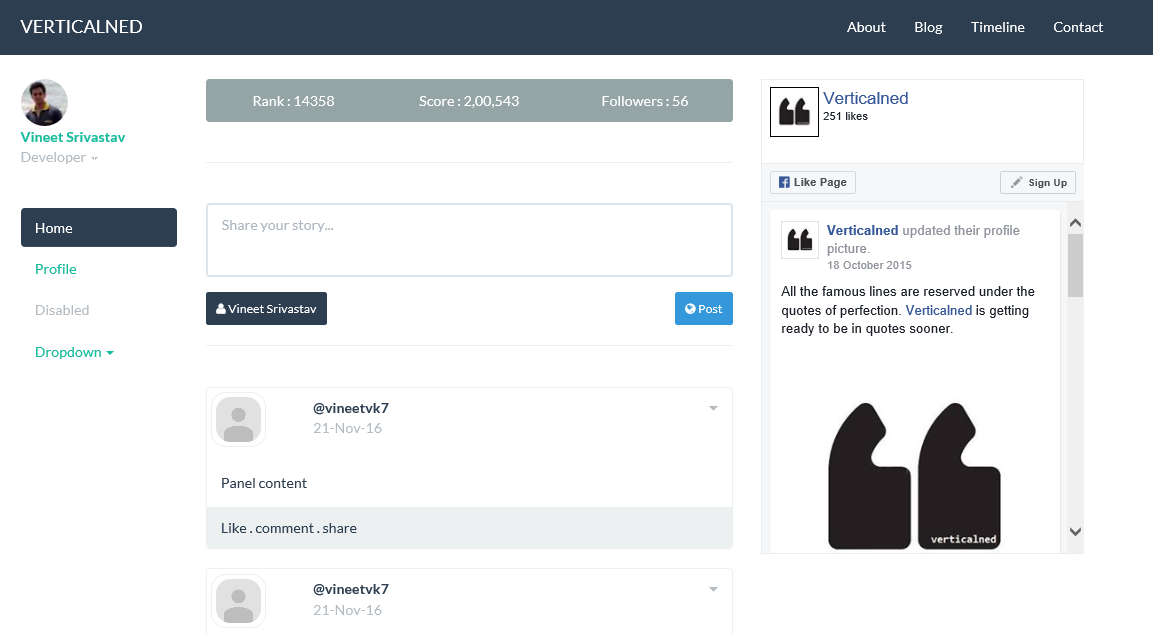 VERTICALNED
About Blog Timeline Contact
Vineet Srivastav
Developer
Home
Profile
Disabled
Dropdown
Rank : 14358 Score : 2,00,543 Followers : 56
Share your story...
Vineet Srivastav
Post
@vineetvk7
21-Nov-16
Panel content
Like . comment . share
@vineetvk7
21-Nov-16
Verticalned
251 likes
Like Page
Sign Up
Verticalned updated their profile
picture.
18 October 2015
All the famous lines are reserved under the
quotes of perfection. Verticalned is getting
ready to be in quotes sooner.
verticalned